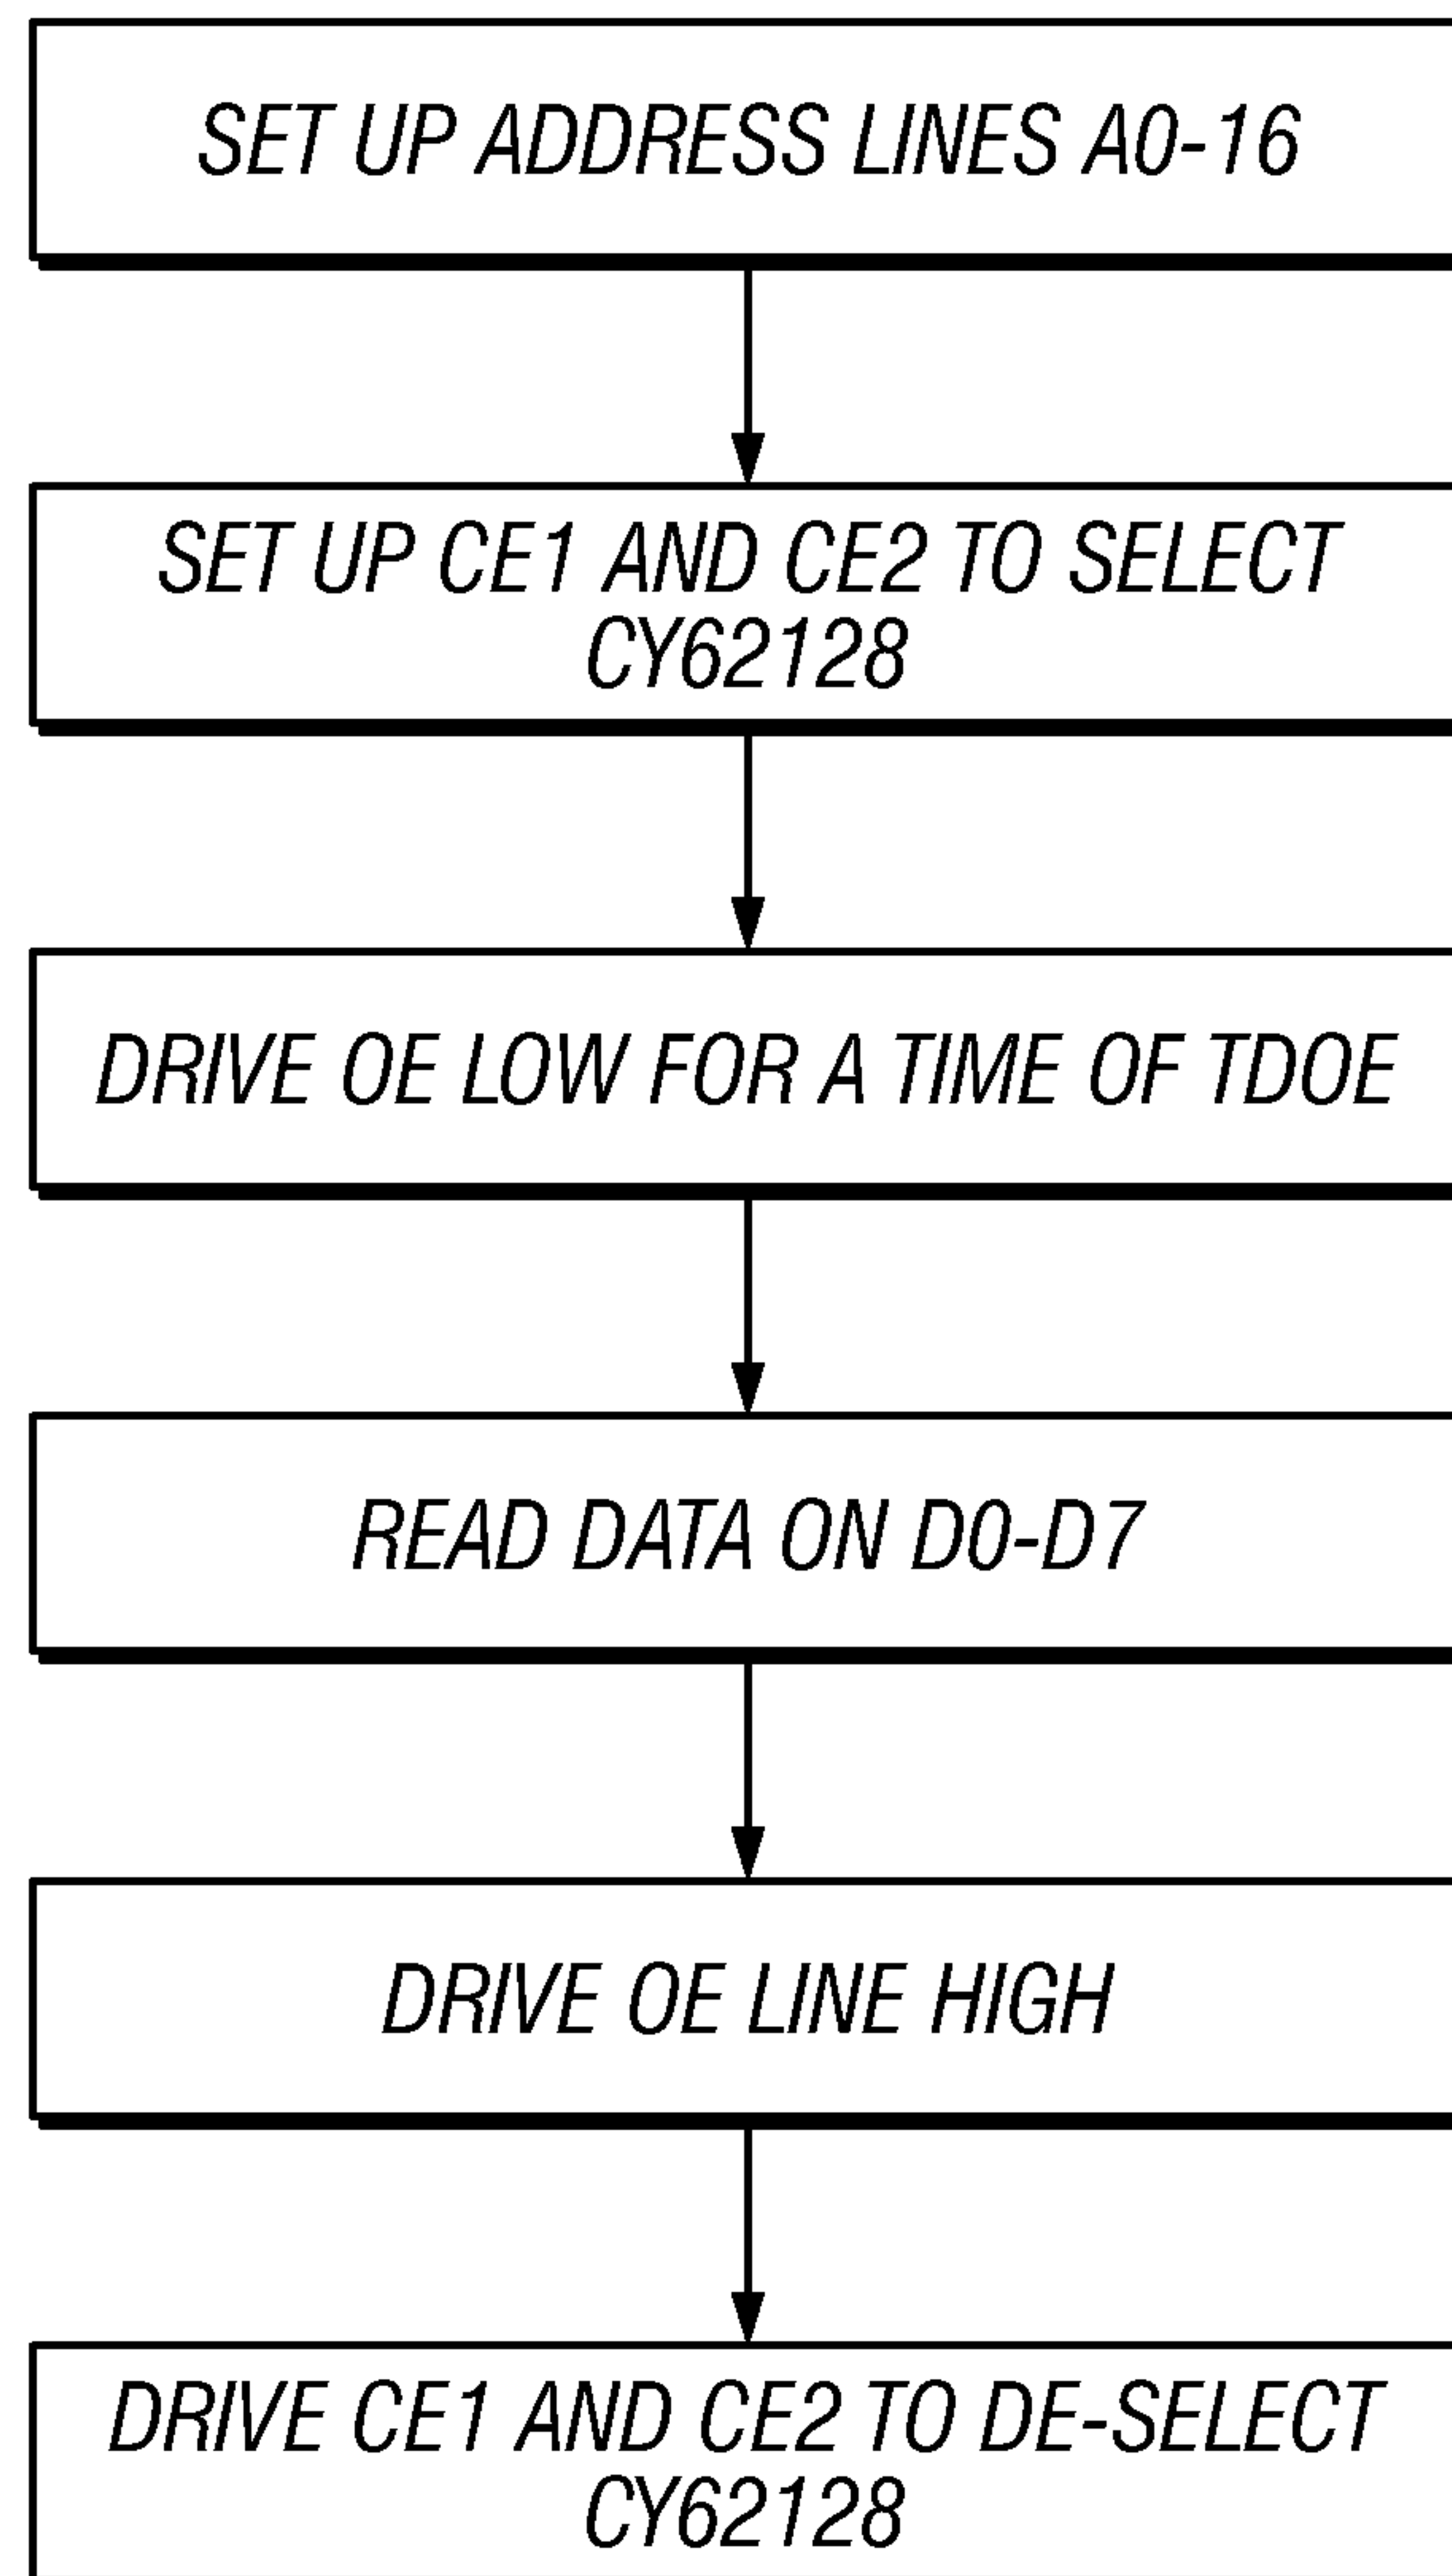 SET UP ADDRESS LINES A0-16
SET UP CE1 AND CE2 TO SELECT
CY62128
DRIVE OE LOW FOR A TIME OF TDOE
READ DATA ON D0-D7
DRIVE OE LINE HIGH
DRIVE CE1 AND CE2 TO DE-SELECT
CY62128